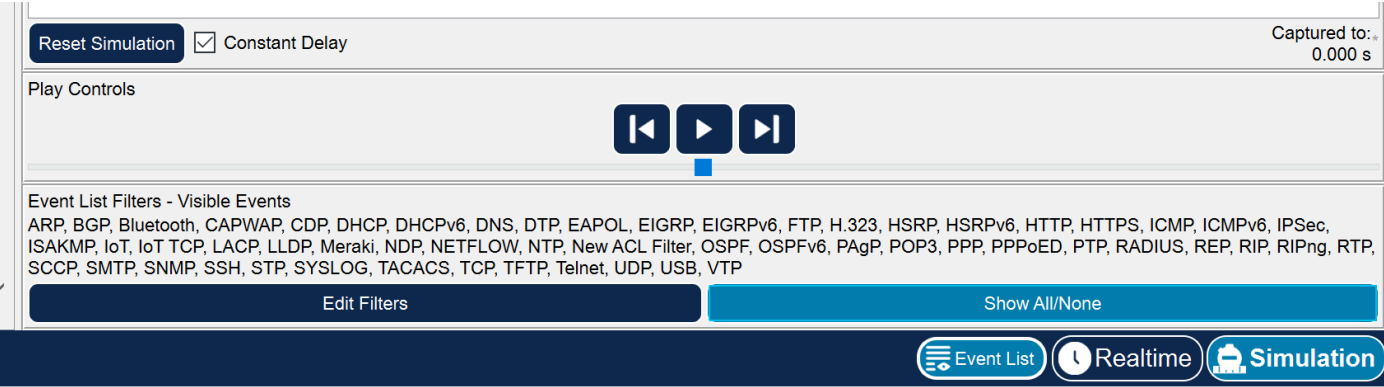 Reset Simulation
Constant Delay
Captured to:
0.000 s
Play Controls
Event List Filters - Visible Events
ARP, BGP, Bluetooth, CAPWAP, CDP, DHCP, DHCPv6, DNS, DTP, EAPOL, EIGRP, EIGRPv6, FTP, H.323, HSRP, HSRPv6, HTTP, HTTPS, ICMP, ICMPv6, IPSec,
ISAKMP, IoT, IoT TCP, LACP, LLDP, Meraki, NDP, NETFLOW, NTP, New ACL Filter, OSPF, OSPFv6, PAgP, POP3, PPP, PPPoED, PTP, RADIUS, REP, RIP, RIPng, RTP,
SCCP, SMTP, SNMP, SSH, STP, SYSLOG, TACACS, TCP, TFTP, Telnet, UDP, USB, VTP
Edit Filters
Show All/None
Event List
Realtime
Simulation